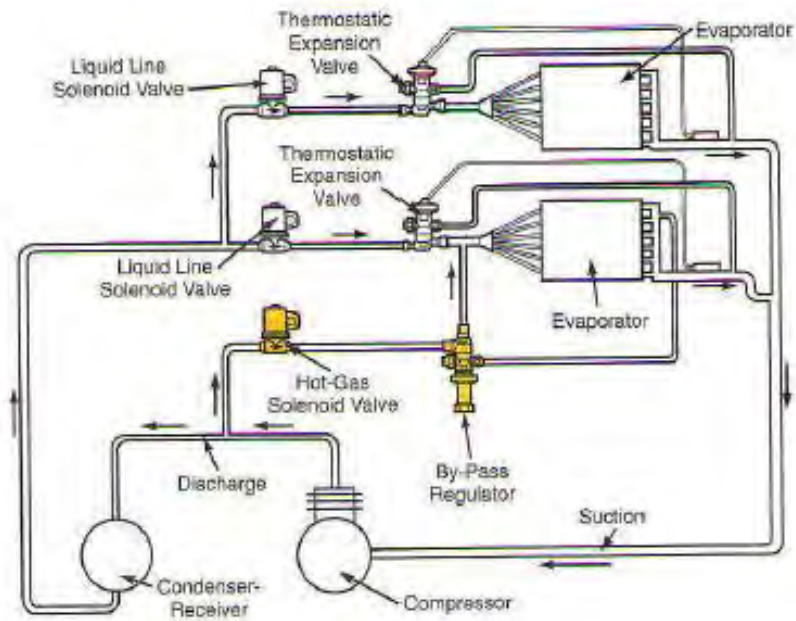 Thermostatic
Expansion
Valve
Evaporator
Liquid Line
Solenoid Valve
Thermostatic
Expansion
Valve
Liquid Line
Solenoid Valve
Evaporator
Hot-Gas
Solenoid Valve
By-Pass
Regulator
Discharge
Suction
Condenser-
Receiver
Compressor